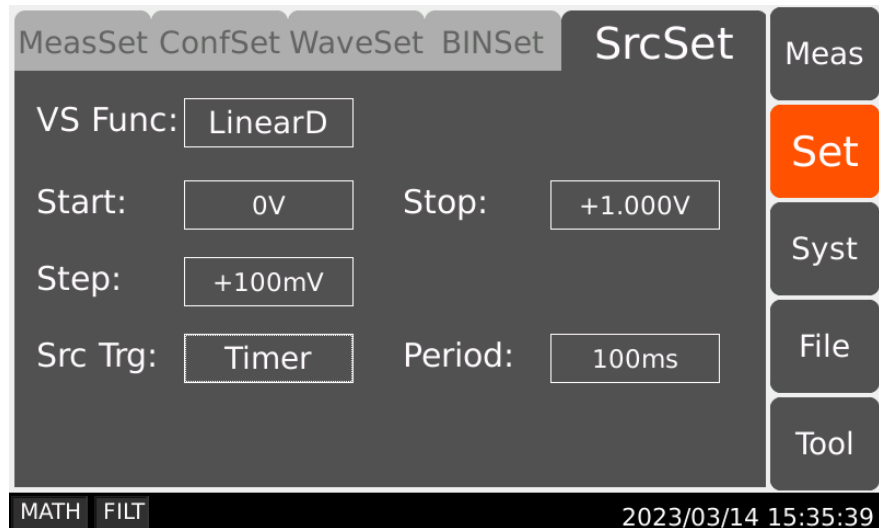 MeasSet ConfSet WaveSet BINSet SrcSet
Meas
VS Func: LinearD
Set
Start: 0V Stop: +1.000V
Syst
Step: +100mV
Src Trg: Timer Period: 100ms
File
Tool
MATH FILT 2023/03/14 15:35:39